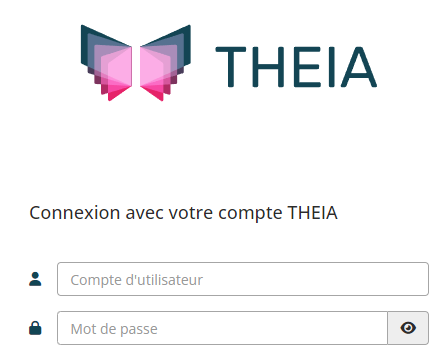 THEIA
Connexion avec votre compte THEIA
Compte d'utilisateur
Mot de passe